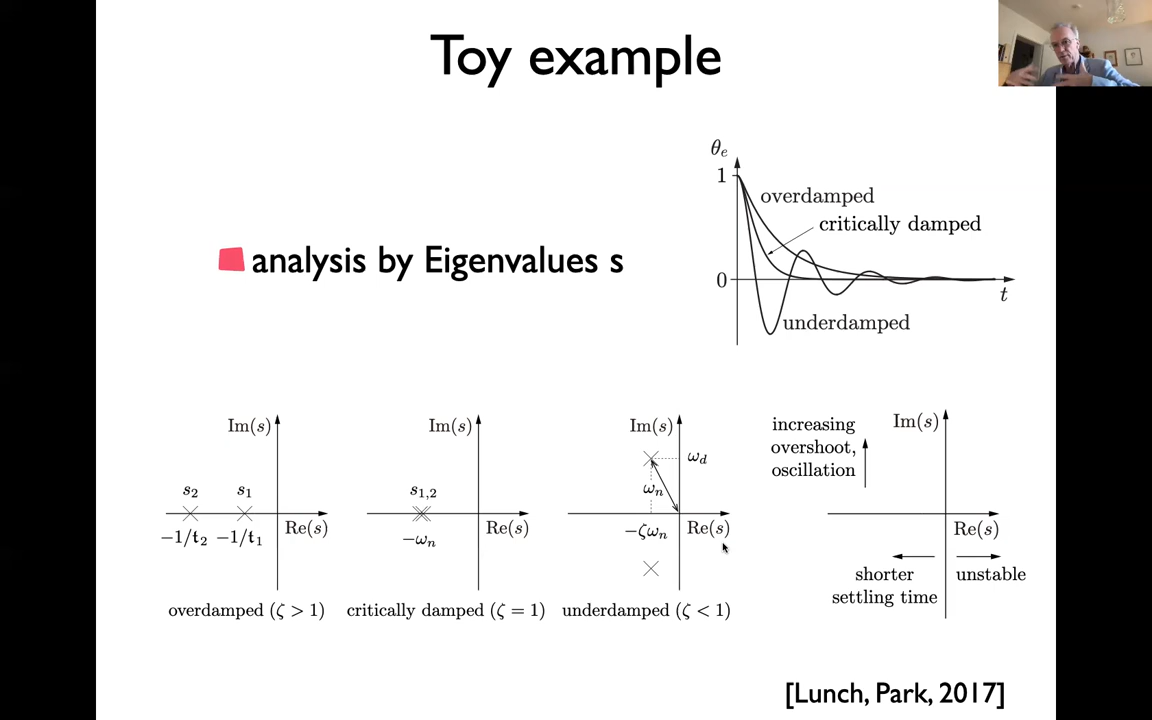 Toy example
θe
1
overdamped
critically damped
0
t
underdamped
analysis by Eigenvalues s
Im(s)
s2 s1
Re(s)
−1/t2 −1/t1
overdamped (ζ > 1)
Im(s)
s1,2
Re(s)
−ωn
critically damped (ζ = 1)
Im(s)
ωd
ωn
−ζωn Re(s)
underdamped (ζ < 1)
increasing
overshoot,
oscillation
Im(s)
Re(s)
shorter
settling time
unstable
[Lunch, Park, 2017]